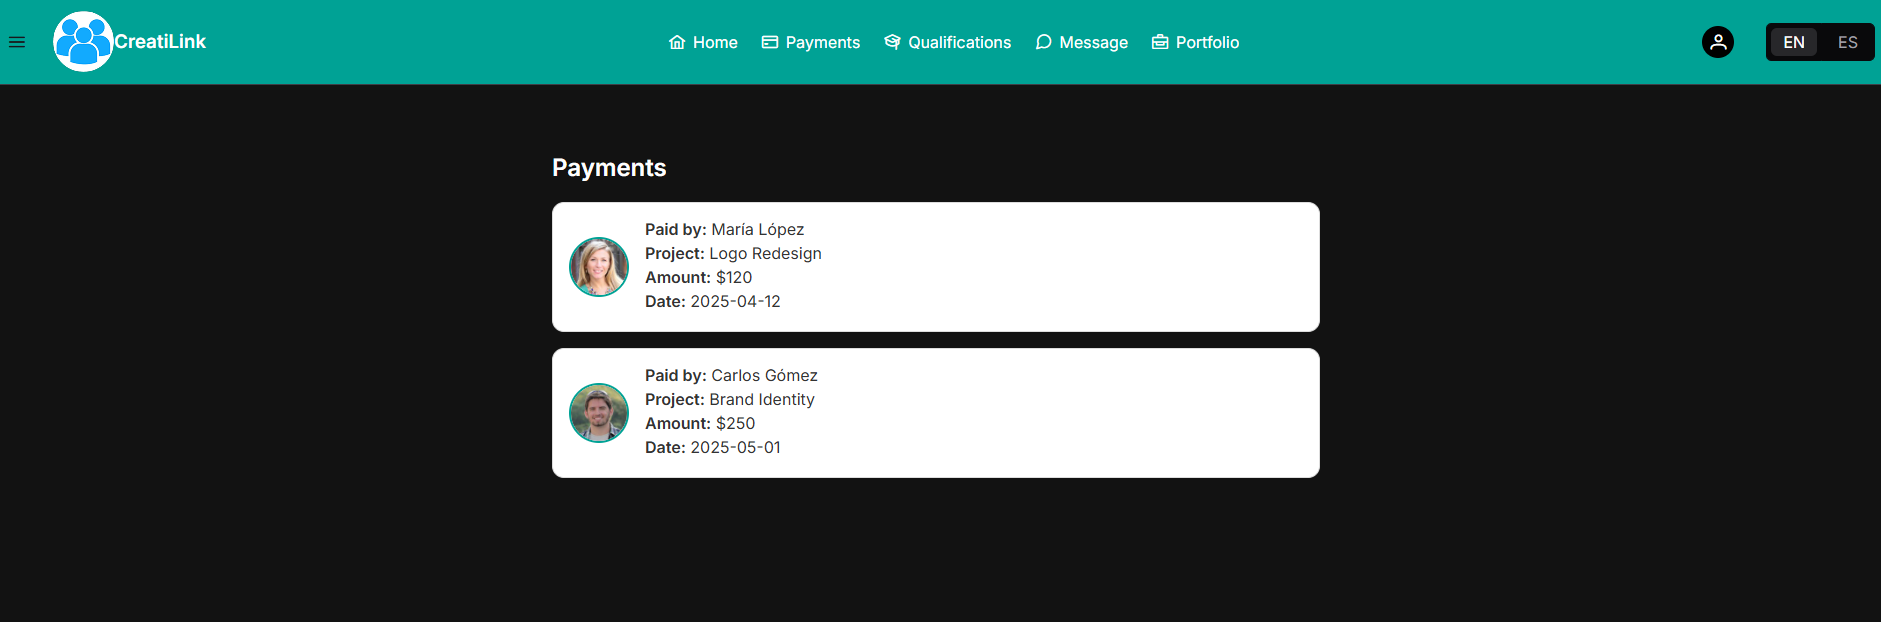 CreatiLink
Home
Payments
Qualifications
Message
Portfolio
EN
ES
Payments
Paid by: María López
Project: Logo Redesign
Amount: $120
Date: 2025-04-12
Paid by: Carlos Gómez
Project: Brand Identity
Amount: $250
Date: 2025-05-01